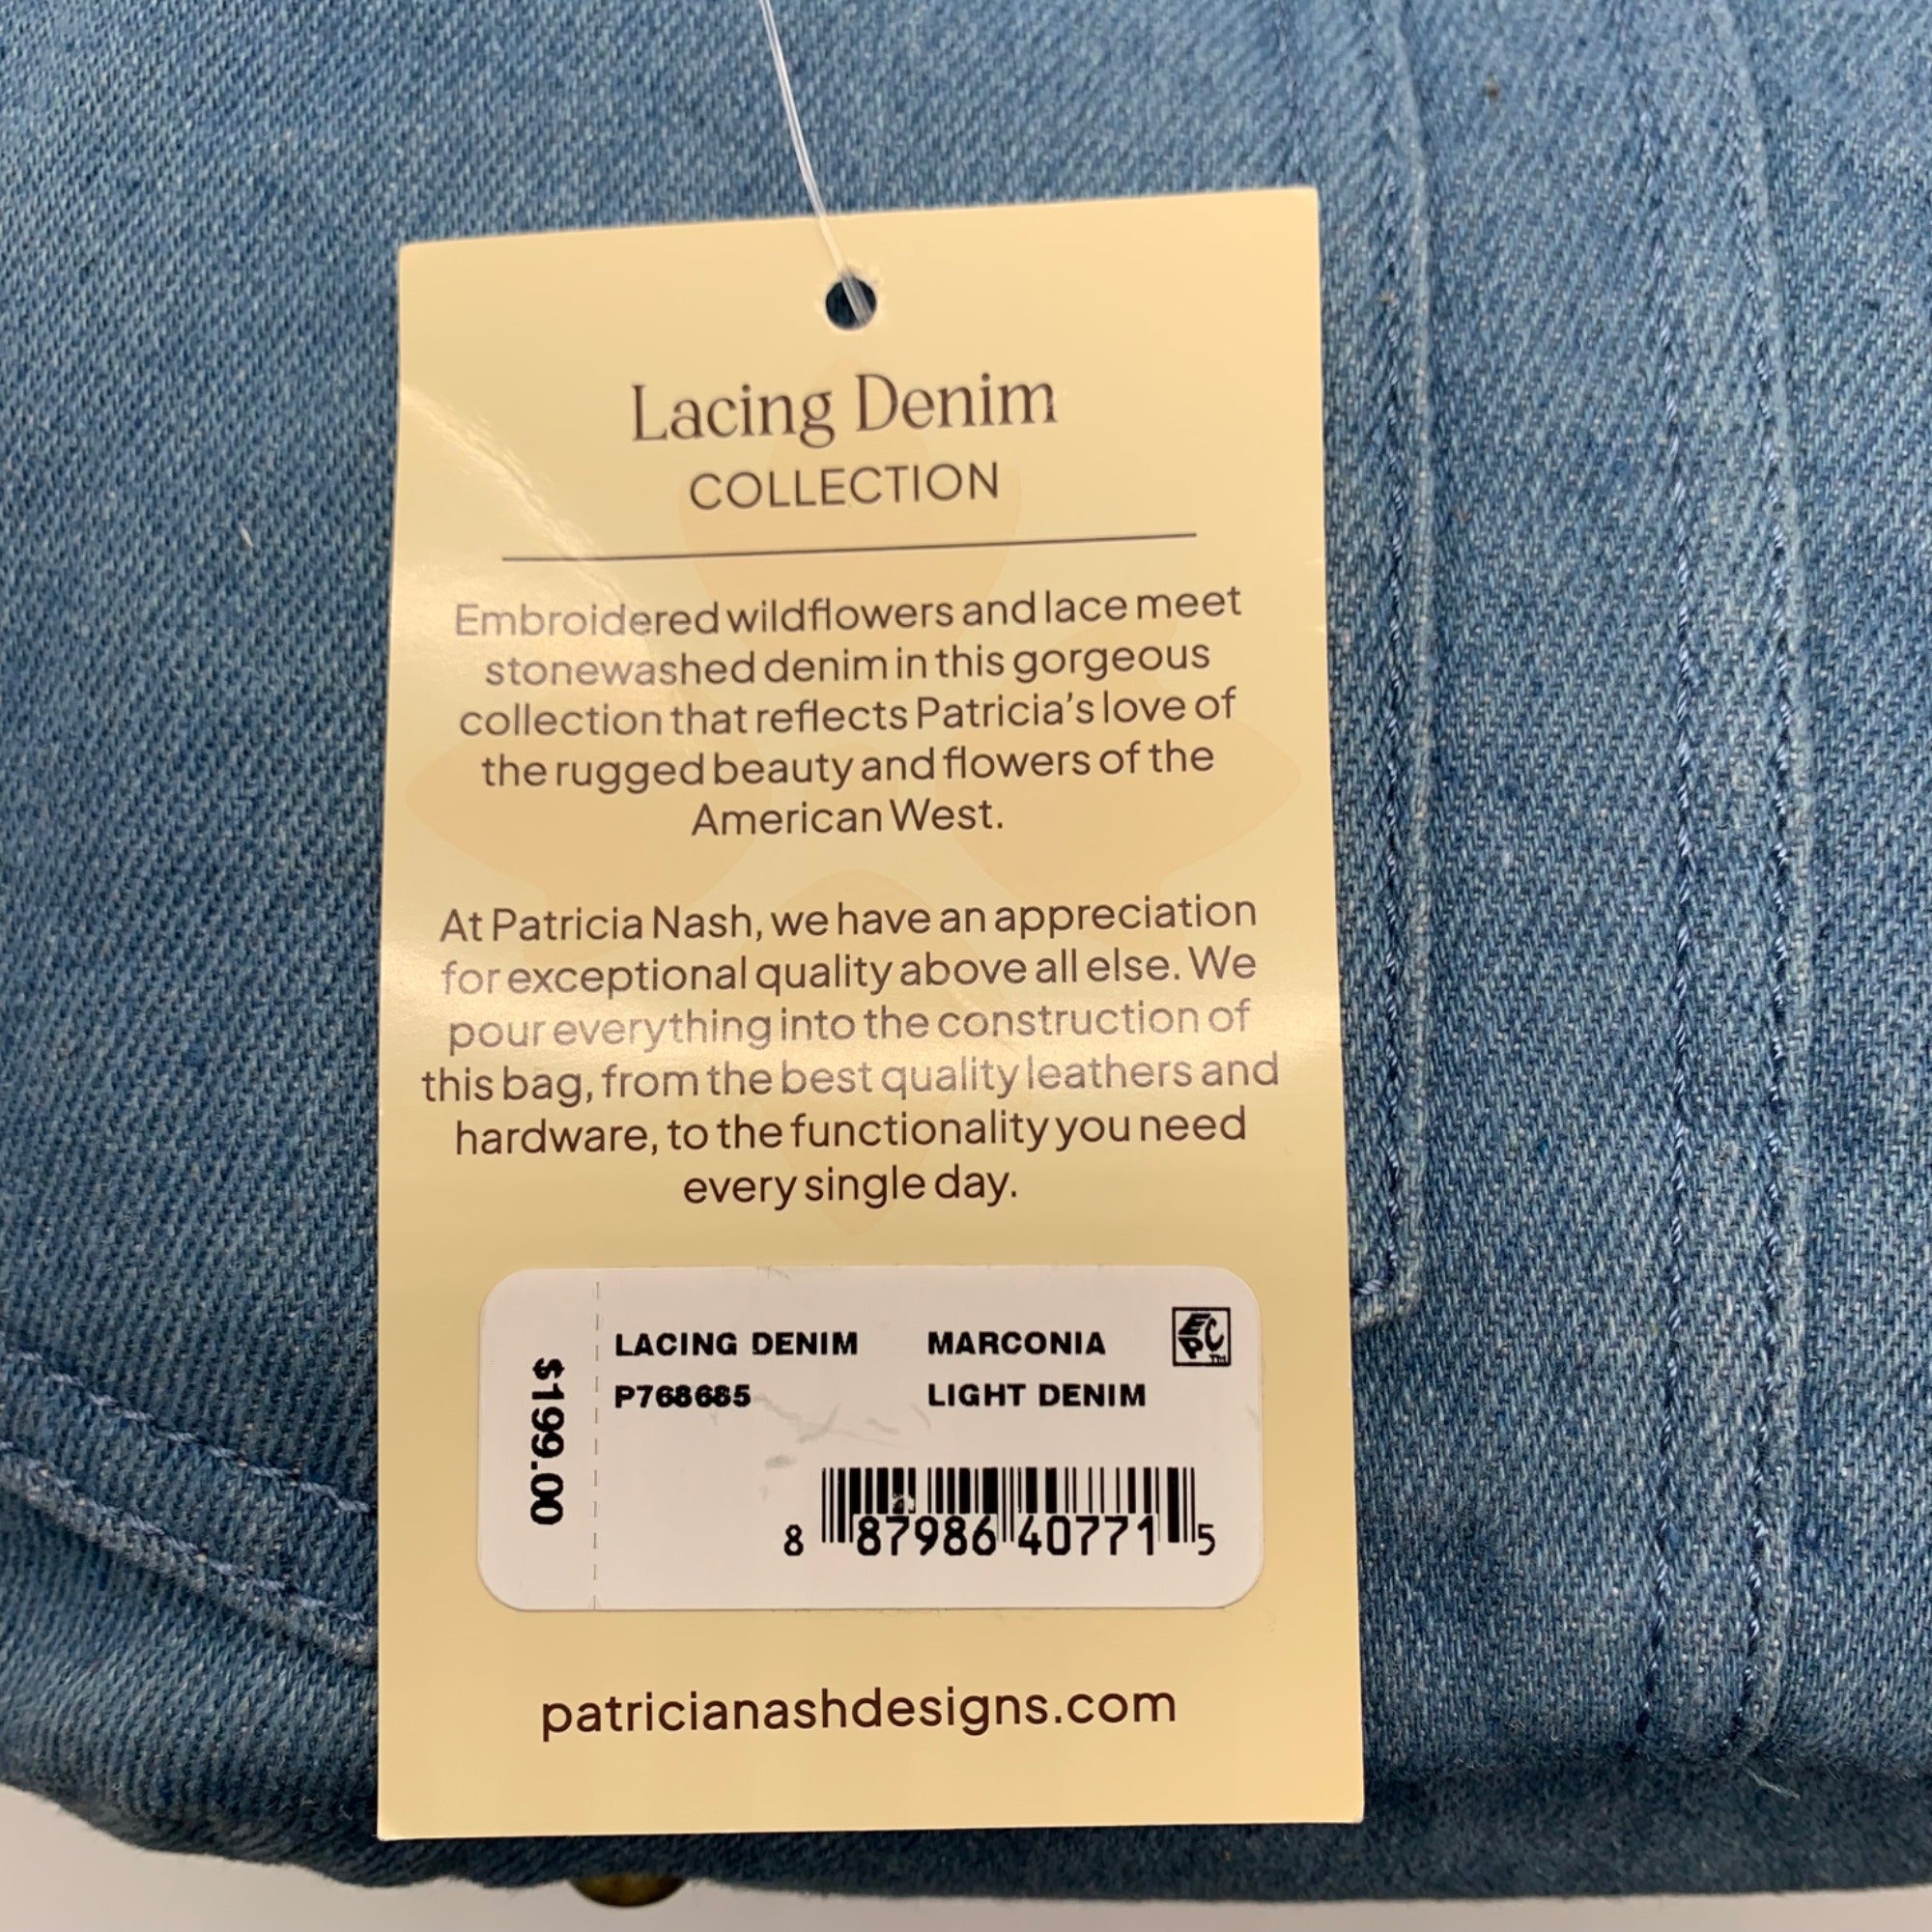 Lacing Denim
COLLECTION
Embroidered wildflowers and lace meet
stonewashed denim in this gorgeous
collection that reflects Patricia's love of
the rugged beauty and flowers of the
American West.
At Patricia Nash, we have an appreciation
for exceptional quality above all else. We
pour everything into the construction of
this bag, from the best quality leathers and
hardware, to the functionality you need
every single day.
$199.00
LACING DENIM MARCONIA
P768685 LIGHT DENIM
EPC™
8 87986 40771 5
patricianashdesigns.com